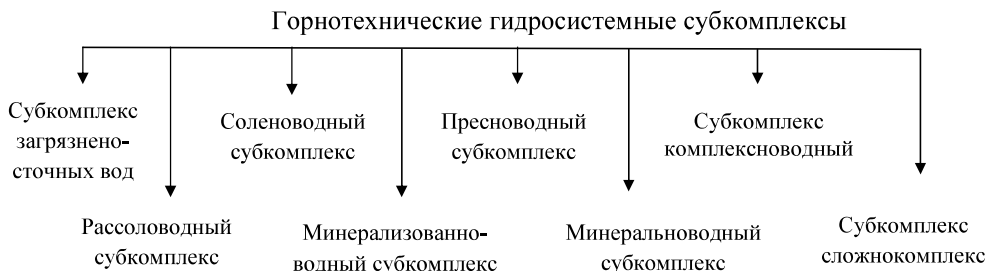 Горнотехнические гидросистемные субкомплексы
Субкомплекс
загрязнено-
сточных вод
Соленоводный
субкомплекс
Пресноводный
субкомплекс
Субкомплекс
комплексноводный
Рассоловодный
субкомплекс
Минерализованно-
водный субкомплекс
Минеральноводный
субкомплекс
Субкомплекс
сложнокомплекс